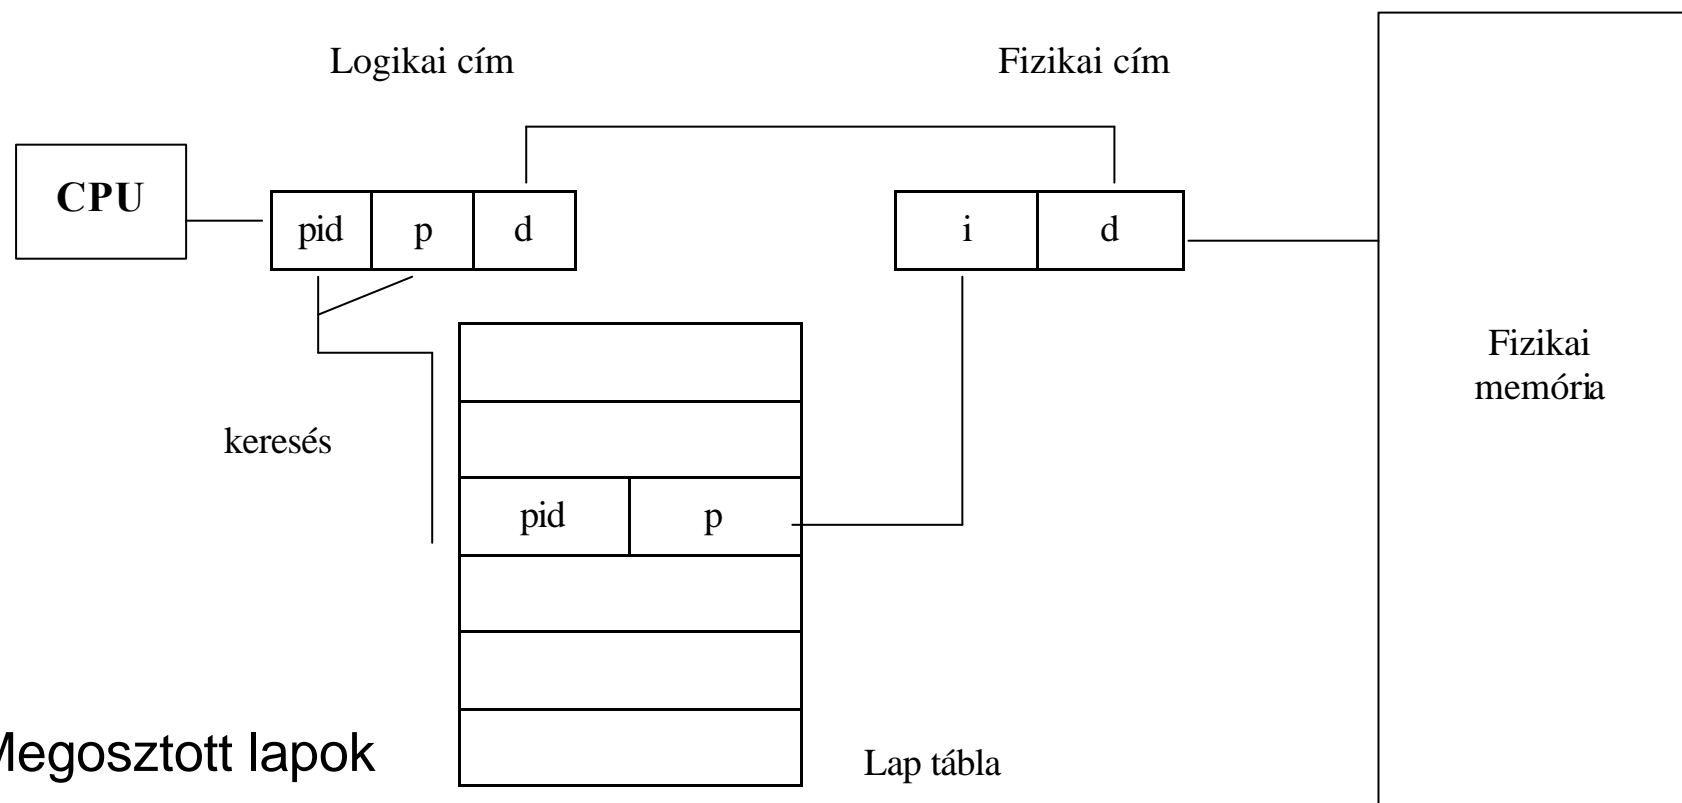 Logikai cím
Fizikai cím
CPU
pid p d
i d
Fizikai
memória
keresés
pid p
Megosztott lapok
Lap tábla